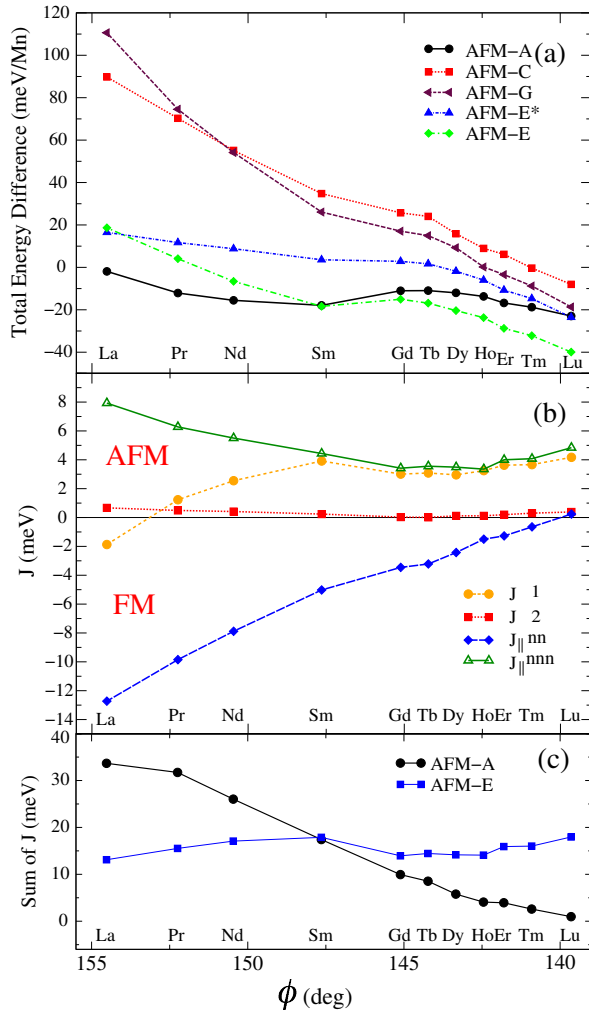 120
100
80
60
40
20
0
−20
−40
Total Energy Difference (meV/Mn)
(a)
AFM−A
AFM−C
AFM−G
AFM−E*
AFM−E
La Pr Nd Sm Gd Tb Dy Ho Er Tm Lu
8
6
4
2
0
−2
−4
−6
−8
−10
−12
−14
J (meV)
(b)
AFM
FM
J 1
J 2
J∥nn
J∥nnn
La Pr Nd Sm Gd Tb Dy Ho Er Tm Lu
40
30
20
10
0
Sum of J (meV)
(c)
AFM−A
AFM−E
La Pr Nd Sm Gd Tb Dy Ho Er Tm Lu
155 150 145 140
ϕ (deg)